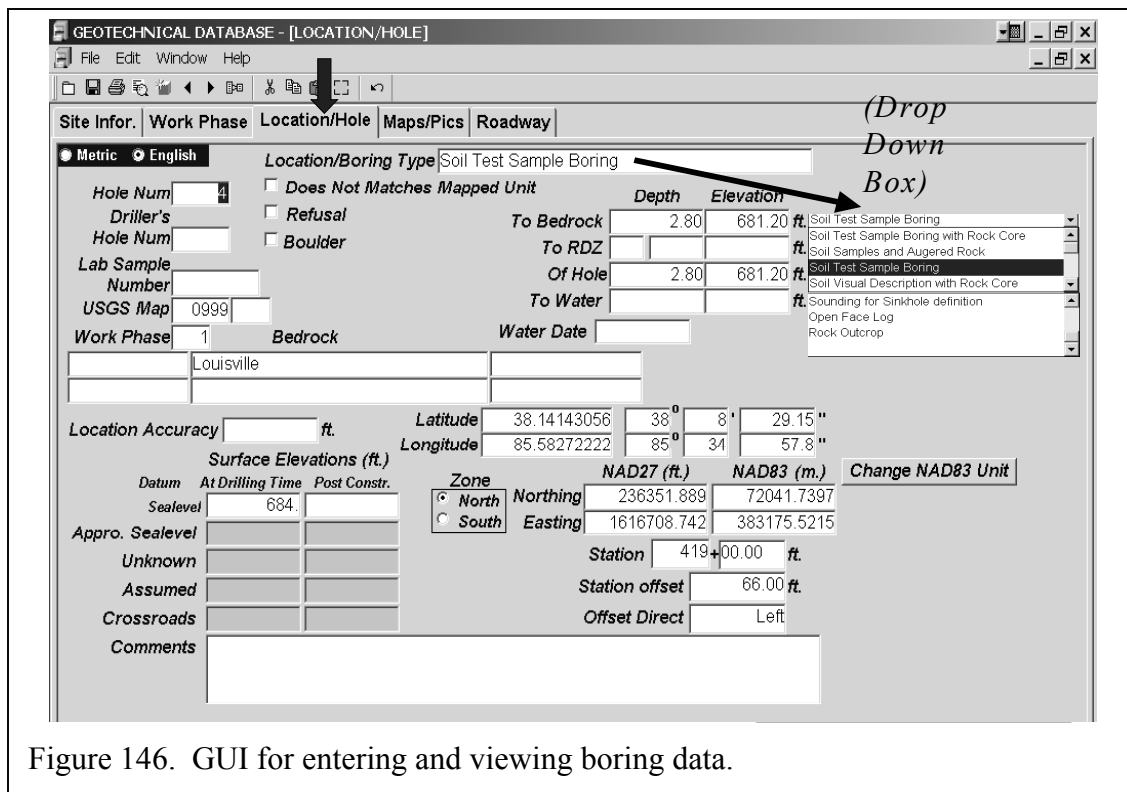 GEOTECHNICAL DATABASE - [LOCATION/HOLE]
File Edit Window Help
Site Infor. Work Phase Location/Hole Maps/Pics Roadway
(Drop
Down
Box)
Metric English
Location/Boring Type Soil Test Sample Boring
Hole Num 4
Does Not Matches Mapped Unit
Depth Elevation
Driller's
Hole Num
Refusal
To Bedrock 2.80 681.20 ft.
Boulder
To RDZ ft.
Lab Sample
Number
Of Hole 2.80 681.20 ft.
USGS Map 0999
To Water ft.
Work Phase 1 Bedrock
Water Date
Soil Test Sample Boring
Soil Test Sample Boring with Rock Core
Soil Samples and Augered Rock
Soil Test Sample Boring
Soil Visual Description with Rock Core
Sounding for Sinkhole definition
Open Face Log
Rock Outcrop
Louisville
Location Accuracy ft.
Latitude 38.14143056 38 o 8 ' 29.15 "
Longitude 85.58272222 85 o 34 57.8 "
Surface Elevations (ft.)
Datum At Drilling Time Post Constr.
Zone
NAD27 (ft.) NAD83 (m.) Change NAD83 Unit
Sealevel 684.
North Northing 236351.889 72041.7397
South Easting 1616708.742 383175.5215
Appro. Sealevel
Station 419+00.00 ft.
Unknown
Assumed
Station offset 66.00 ft.
Crossroads
Offset Direct Left
Comments
Figure 146. GUI for entering and viewing boring data.